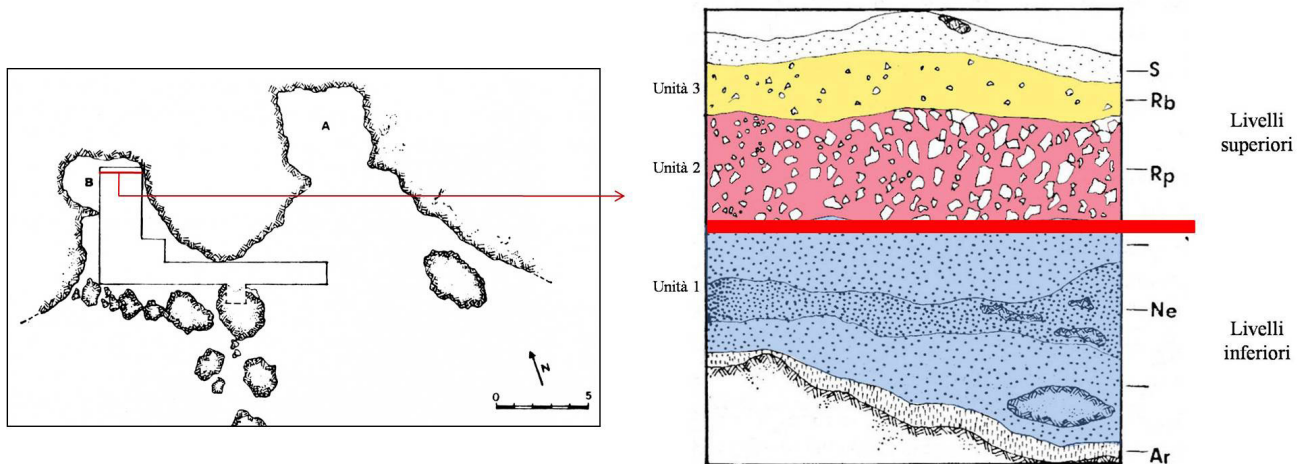 A
B
N
0 5
Unità 3
Unità 2
Unità 1
S
Rb
Rp
Ne
Ar
Livelli
superiori
Livelli
inferiori